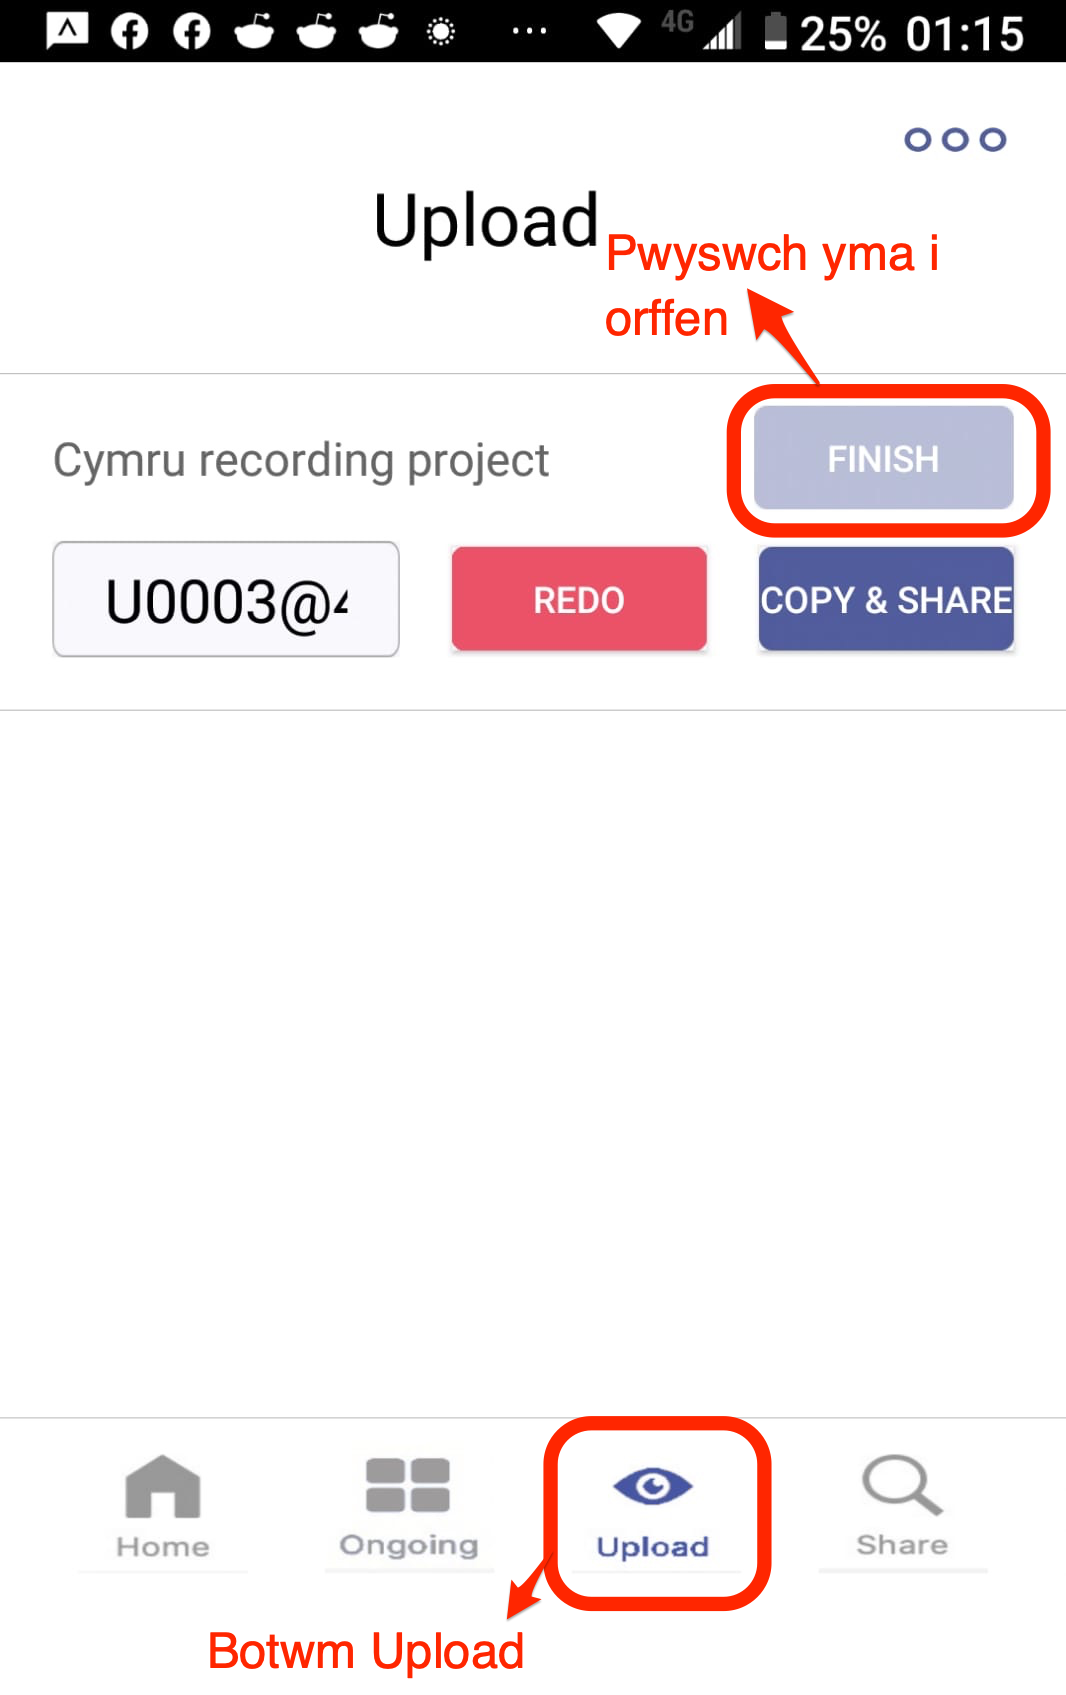 4G 25% 01:15
Upload
Pwyswch yma i
orffen
Cymru recording project
FINISH
U0003@
REDO
COPY & SHARE
Home
Ongoing
Upload
Share
Botwm Upload